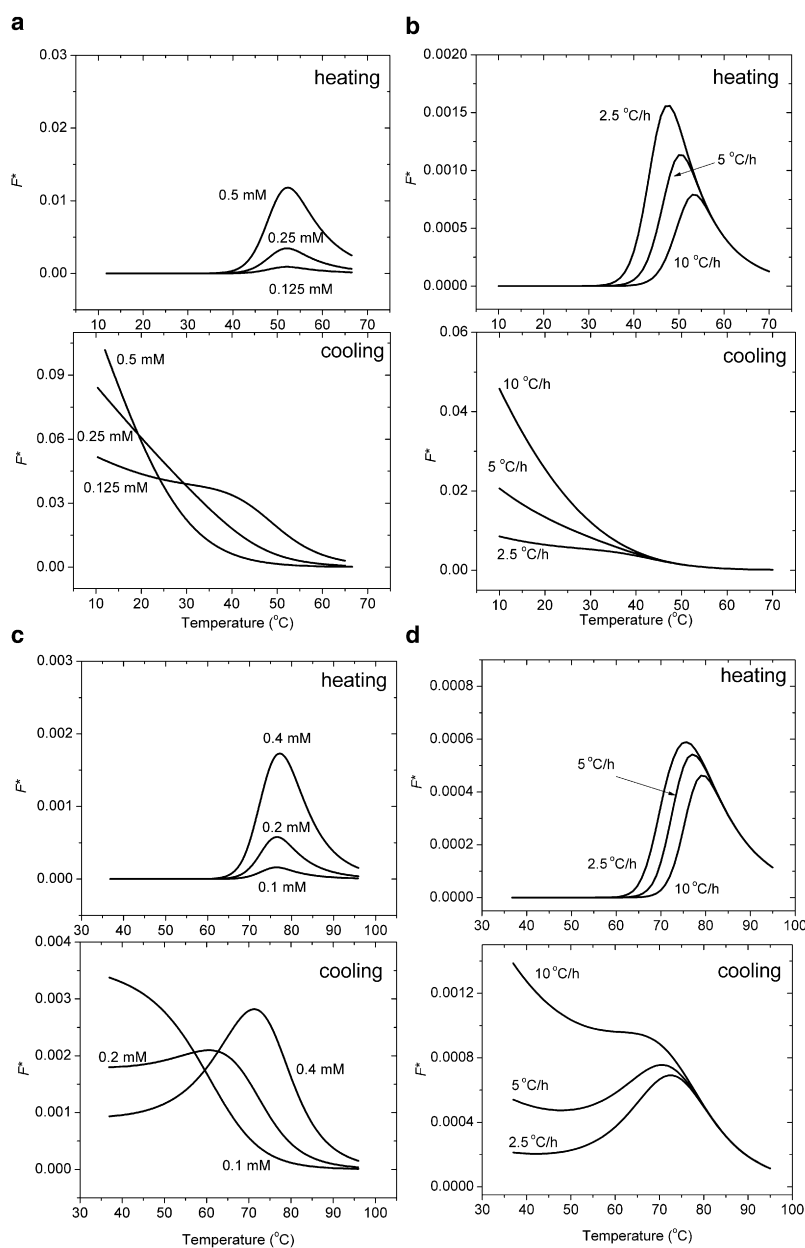 a
0.03
0.02
0.01
0.00
F*
heating
0.5 mM
0.25 mM
0.125 mM
10 20 30 40 50 60 70
0.09
0.06
0.03
0.00
F*
cooling
0.5 mM
0.25 mM
0.125 mM
10 20 30 40 50 60 70
Temperature (°C)
b
0.0020
0.0015
0.0010
0.0005
0.0000
F*
heating
2.5 °C/h
5 °C/h
10 °C/h
10 20 30 40 50 60 70
0.06
0.04
0.02
0.00
F*
cooling
10 °C/h
5 °C/h
2.5 °C/h
10 20 30 40 50 60 70
Temperature (°C)
c
0.003
0.002
0.001
0.000
F*
heating
0.4 mM
0.2 mM
0.1 mM
30 40 50 60 70 80 90 100
0.004
0.003
0.002
0.001
0.000
F*
cooling
0.2 mM
0.4 mM
0.1 mM
30 40 50 60 70 80 90 100
Temperature (°C)
d
0.0008
0.0006
0.0004
0.0002
0.0000
F*
heating
5 °C/h
2.5 °C/h
10 °C/h
30 40 50 60 70 80 90 100
0.0012
0.0008
0.0004
0.0000
F*
cooling
10 °C/h
5 °C/h
2.5 °C/h
30 40 50 60 70 80 90 100
Temperature (°C)